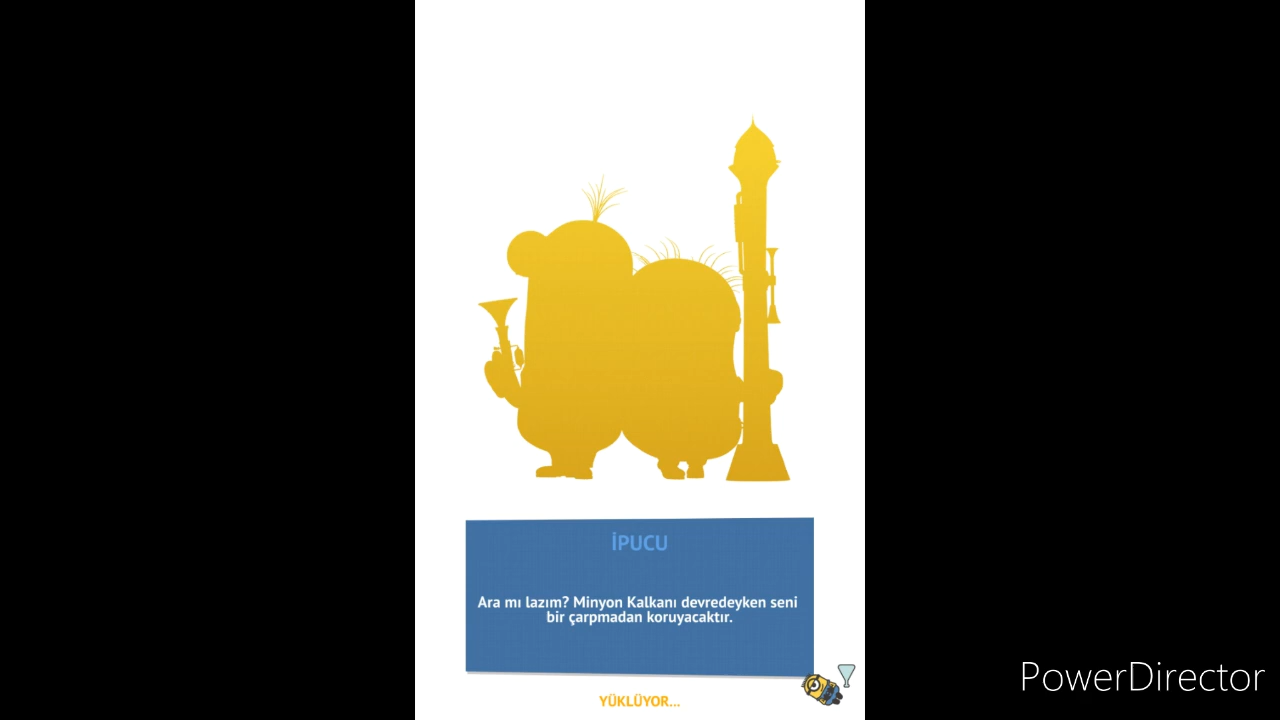 İPUCU
Ara mı lazım? Minyon Kalkanı devredeyken seni
bir çarpmadan koruyacaktır.
YÜKLÜYOR...
PowerDirector